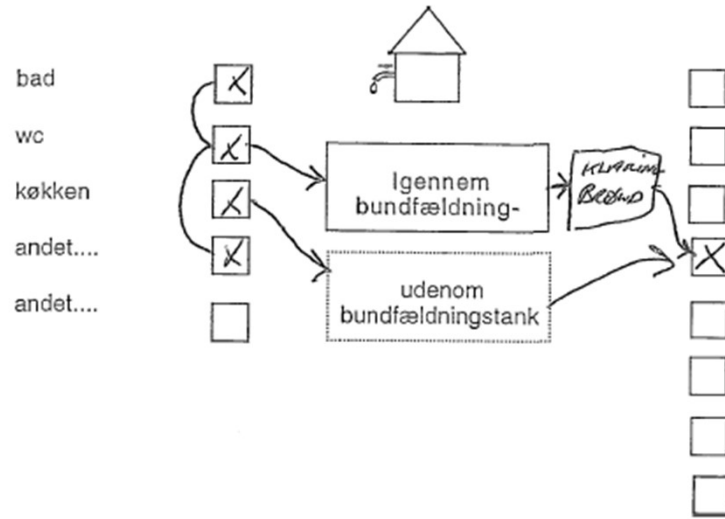 bad
wc
køkken
andet....
andet....
Igennem
bundfældning-
KLARING
BRØND
udenom
bundfældningstank